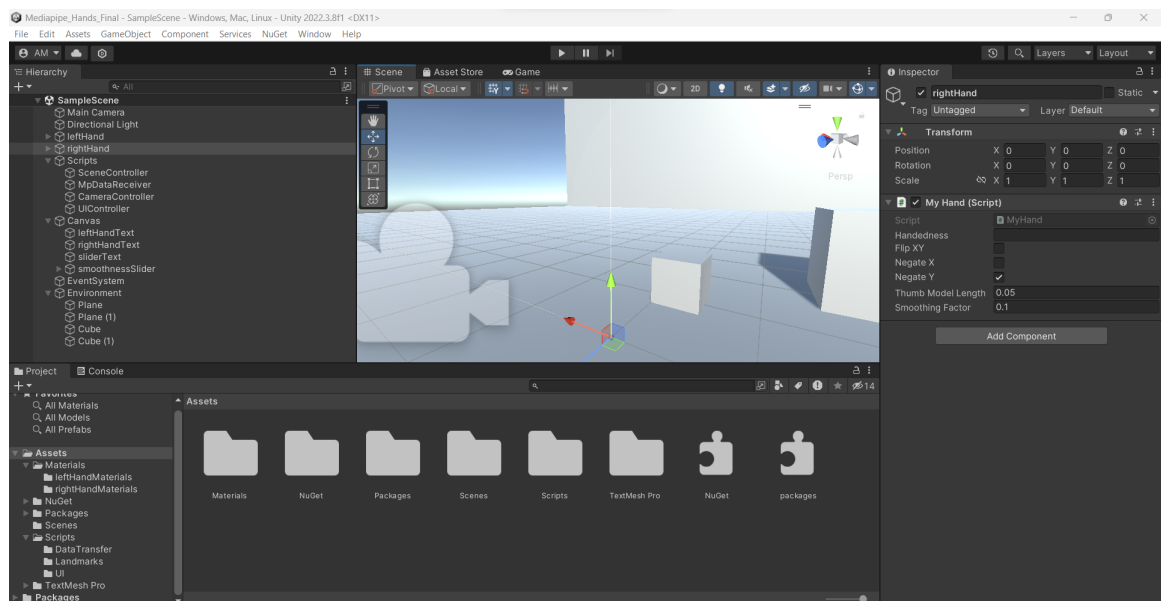 Mediapipe_Hands_Final - SampleScene - Windows, Mac, Linux - Unity 2022.3.8f1 <DX11>
File Edit Assets GameObject Component Services NuGet Window Help
AM
Layers
Layout
Hierarchy
All
SampleScene
Main Camera
Directional Light
leftHand
rightHand
Scripts
SceneController
MpDataReceiver
CameraController
UIController
Canvas
leftHandText
rightHandText
sliderText
smoothnessSlider
EventSystem
Environment
Plane
Plane (1)
Cube
Cube (1)
Scene
Asset Store
Game
Pivot
Local
2D
Persp
Inspector
rightHand
Static
Tag Untagged
Layer Default
Transform
Position X 0 Y 0 Z 0
Rotation X 0 Y 0 Z 0
Scale X 1 Y 1 Z 1
My Hand (Script)
Script MyHand
Handedness
Flip XY
Negate X
Negate Y
Thumb Model Length 0.05
Smoothing Factor 0.1
Add Component
Project
Console
14
Favorites
All Materials
All Models
All Prefabs
Assets
Materials
leftHandMaterials
rightHandMaterials
NuGet
Packages
Scenes
Scripts
DataTransfer
Landmarks
UI
TextMesh Pro
Packages
Assets
Materials
NuGet
Packages
Scenes
Scripts
TextMesh Pro
NuGet
packages